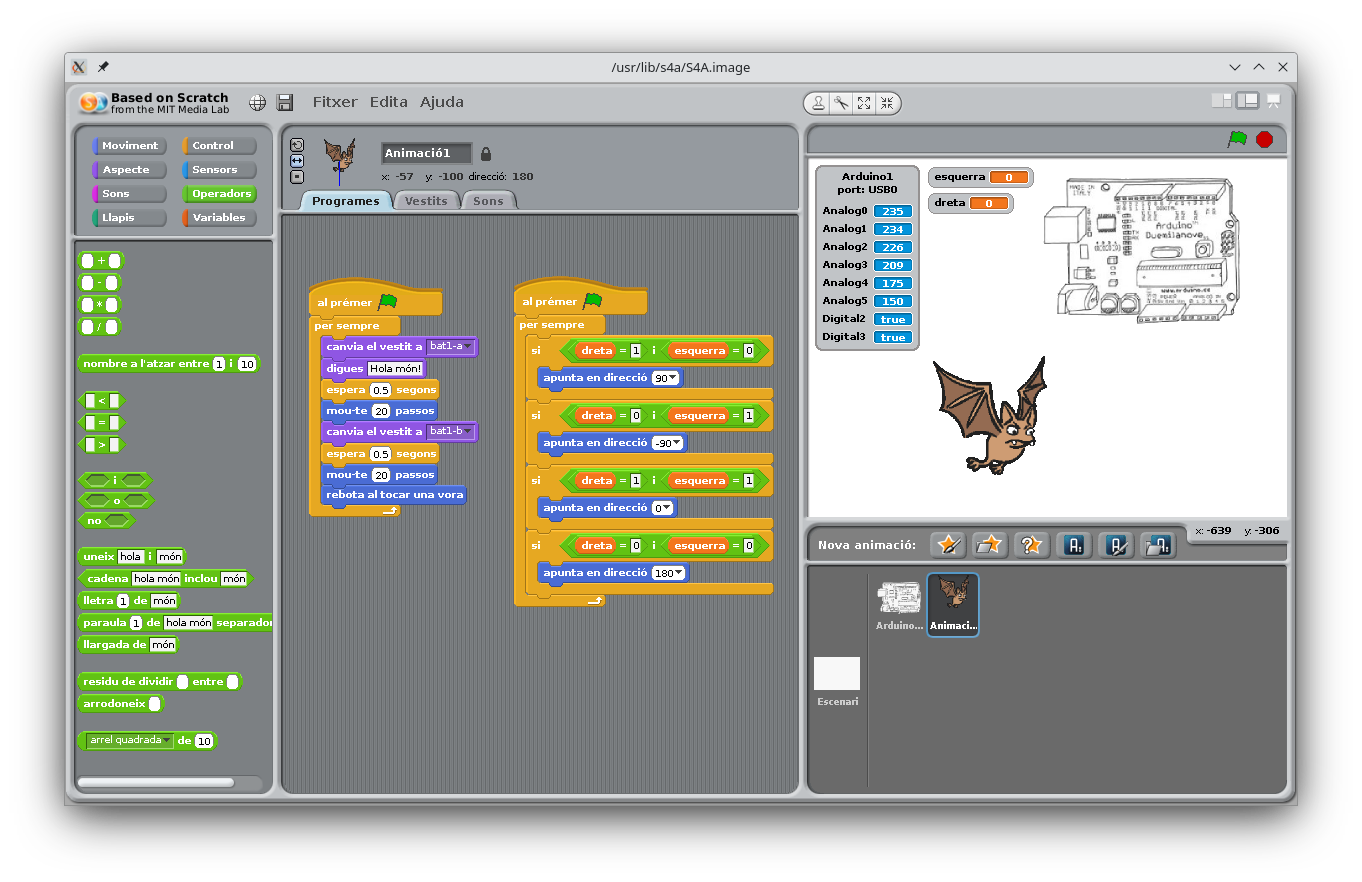 /usr/lib/s4a/S4A.image
Based on Scratch
from the MIT Media Lab
Fitxer Edita Ajuda
Moviment Control
Aspecte Sensors
Sons Operadors
Llapis Variables
+
-
*
/
nombre a l'atzar entre 1 i 10
<
=
>
i
o
no
uneix hola i món
cadena hola món inclou món
lletra 1 de món
paraula 1 de hola món separador
llargada de món
residu de dividir entre
arrodoneix
arrel quadrada de 10
Animació1
x: -57 y: -100 direcció: 180
Programes Vestits Sons
al prémer
per sempre
canvia el vestit a bat1-a
digues Hola món!
espera 0.5 segons
mou-te 20 passos
canvia el vestit a bat1-b
espera 0.5 segons
mou-te 20 passos
rebota al tocar una vora
al prémer
per sempre
si dreta = 1 i esquerra = 0
apunta en direcció 90
si dreta = 0 i esquerra = 1
apunta en direcció -90
si dreta = 1 i esquerra = 1
apunta en direcció 0
si dreta = 0 i esquerra = 0
apunta en direcció 180
Arduino1
port: USB0
Analog0 235
Analog1 234
Analog2 226
Analog3 209
Analog4 175
Analog5 150
Digital2 true
Digital3 true
esquerra 0
dreta 0
MADE IN
ITALY
Arduino
Duemilanove
www.arduino.cc
x: -639 y: -306
Nova animació:
Arduino...
Animaci...
Escenari